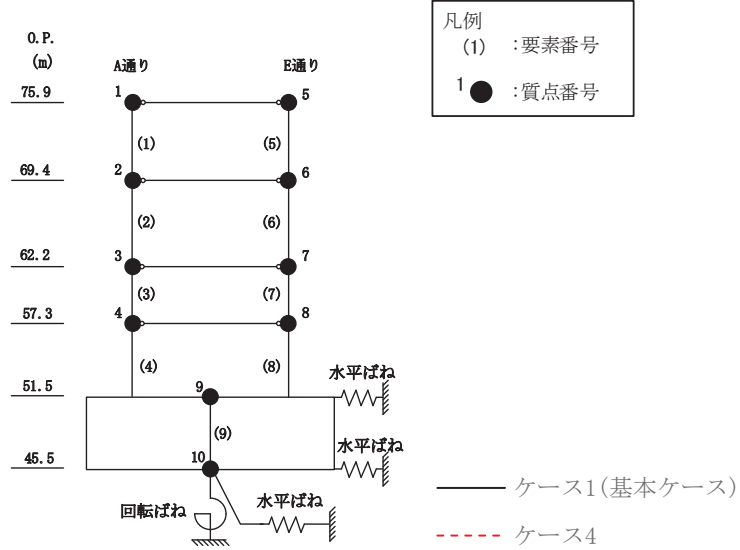 凡例
(1) :要素番号
1 :質点番号
O.P.
(m)
A通り E通り
75.9 1 5
(1) (5)
69.4 2 6
(2) (6)
62.2 3 7
(3) (7)
57.3 4 8
(4) (8)
水平ばね
51.5 9
(9)
水平ばね
45.5 10
回転ばね 水平ばね
ケース1(基本ケース)
ケース4